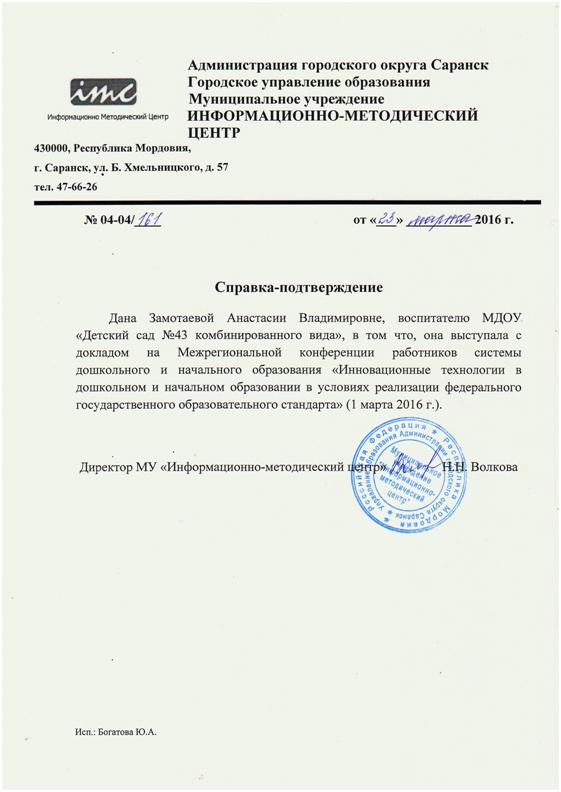 Администрация городского округа Саранск
Городское управление образования
Муниципальное учреждение
ИНФОРМАЦИОННО-МЕТОДИЧЕСКИЙ
ЦЕНТР
imc
Информационно Методический Центр
430000, Республика Мордовия,
г. Саранск, ул. Б. Хмельницкого, д. 57
тел. 47-66-26
№ 04-04/161 от «23» марта 2016 г.
Справка-подтверждение
Дана Замотаевой Анастасии Владимировне, воспитателю МДОУ
«Детский сад №43 комбинированного вида», в том что, она выступала с
докладом на Межрегиональной конференции работников системы
дошкольного и начального образования «Инновационные технологии в
дошкольном и начальном образовании в условиях реализации федерального
государственного образовательного стандарта» (1 марта 2016 г.).
Директор МУ «Информационно-методический центр» Н.Н. Волкова
Российская Федерация * Республика Мордовия *
Управление образования Администрации городского округа Саранск *
Муниципальное
учреждение
"Информационно-
методический
центр"
Исп.: Богатова Ю.А.